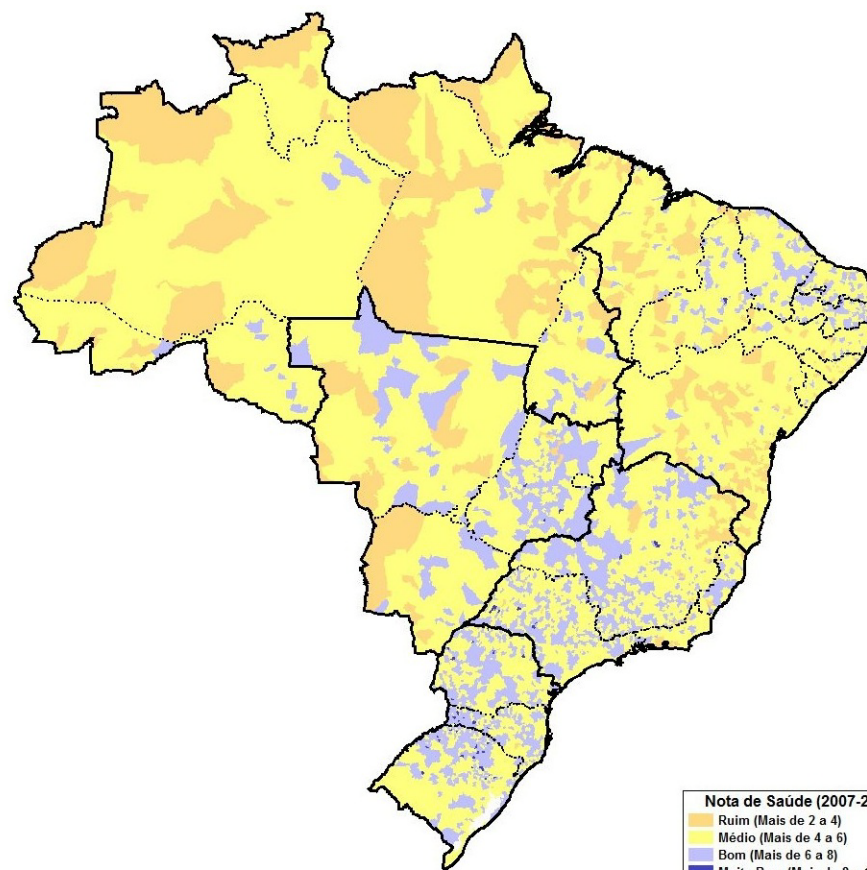 Nota de Saúde (2007-2
Ruim (Mais de 2 a 4)
Médio (Mais de 4 a 6)
Bom (Mais de 6 a 8)